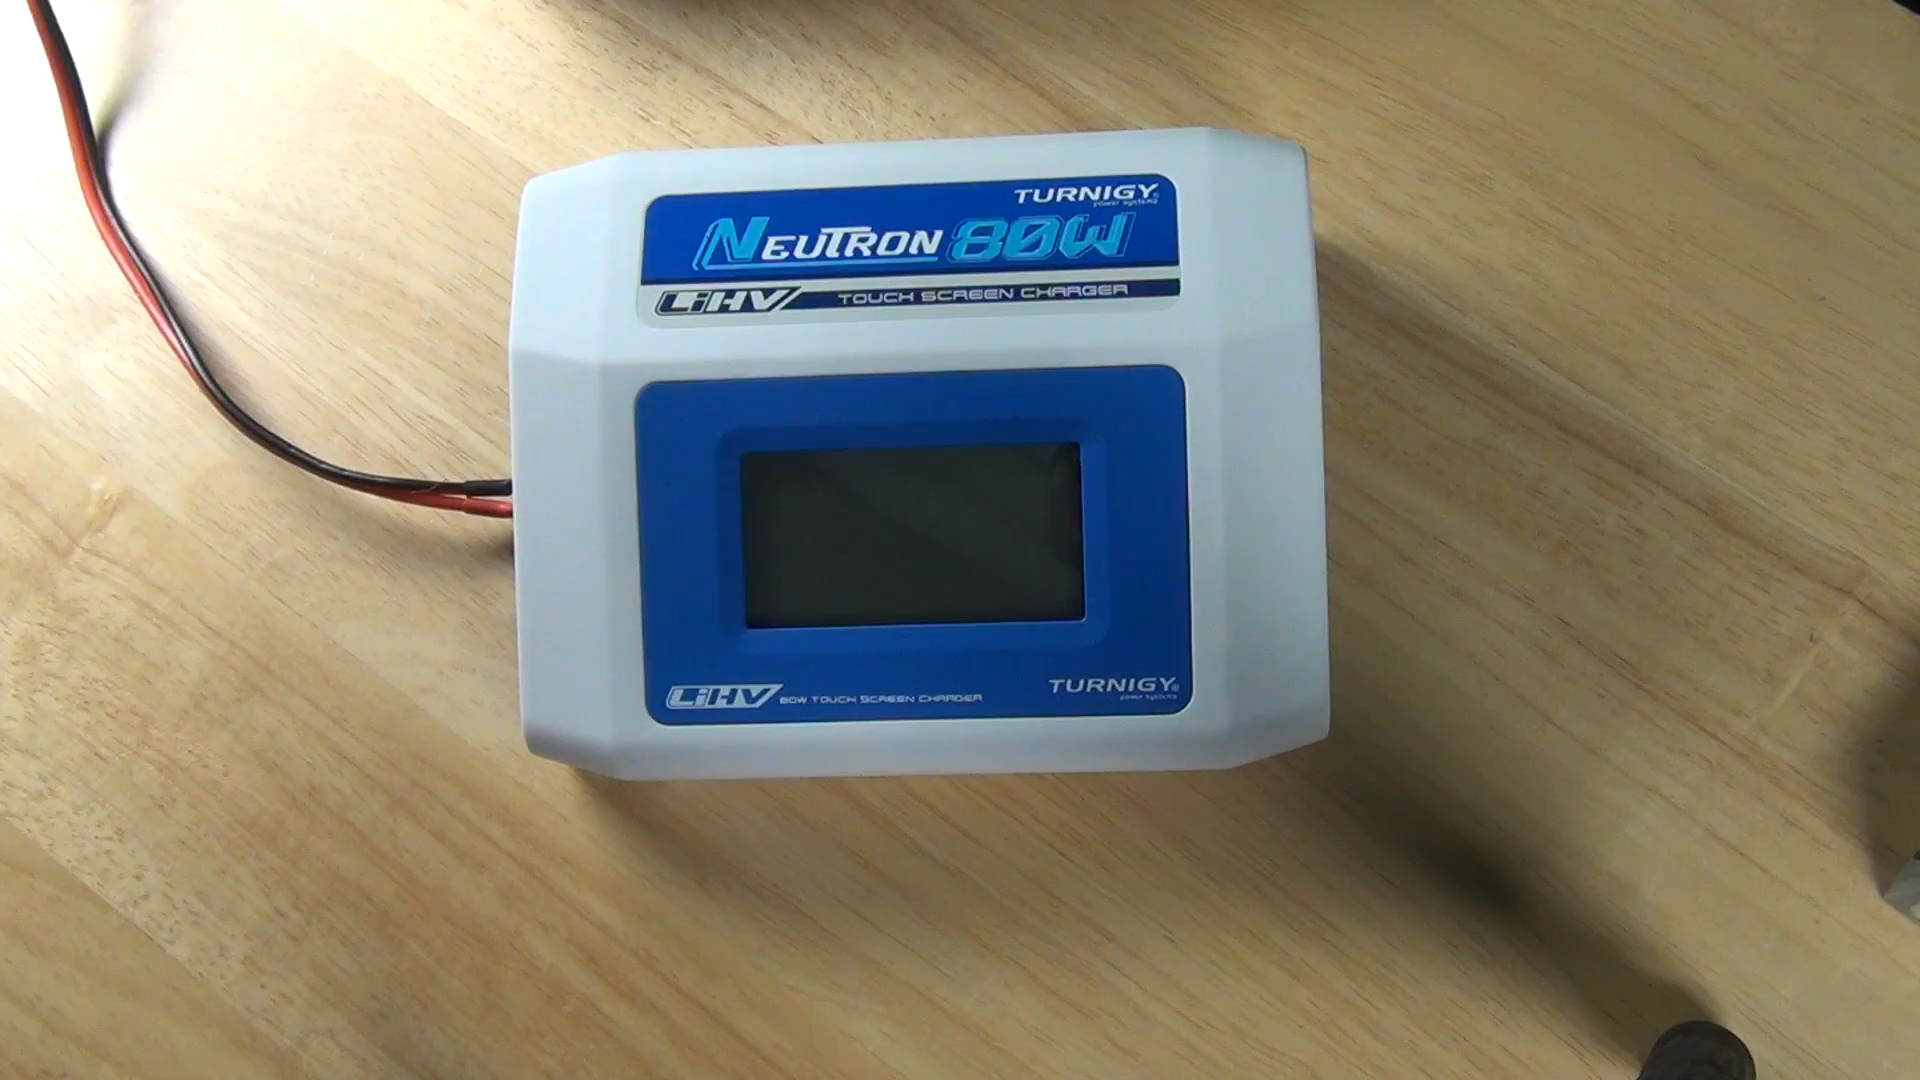 TURNIGY
power systems
NEUTRON 80W
LiHV TOUCH SCREEN CHARGER
LiHV 80W TOUCH SCREEN CHARGER
TURNIGY®
power systems